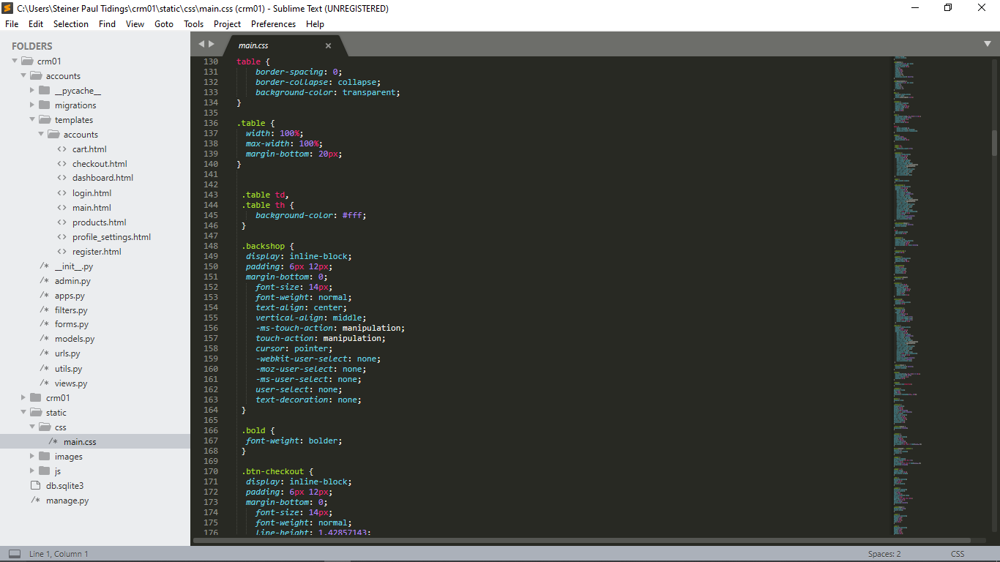 C:\Users\Steiner Paul Tidings\crm01\static\css\main.css (crm01) - Sublime Text (UNREGISTERED)
File Edit Selection Find View Goto Tools Project Preferences Help
FOLDERS
crm01
accounts
__pycache__
migrations
templates
accounts
<> cart.html
<> checkout.html
<> dashboard.html
<> login.html
<> main.html
<> products.html
<> profile_settings.html
<> register.html
/* __init__.py
/* admin.py
/* apps.py
/* filters.py
/* forms.py
/* models.py
/* urls.py
/* utils.py
/* views.py
crm01
static
css
/* main.css
images
js
db.sqlite3
/* manage.py
main.css ×
130 table {
131 border-spacing: 0;
132 border-collapse: collapse;
133 background-color: transparent;
134 }
135
136 .table {
137 width: 100%;
138 max-width: 100%;
139 margin-bottom: 20px;
140 }
141
142
143 .table td,
144 .table th {
145 background-color: #fff;
146 }
147
148 .backshop {
149 display: inline-block;
150 padding: 6px 12px;
151 margin-bottom: 0;
152 font-size: 14px;
153 font-weight: normal;
154 text-align: center;
155 vertical-align: middle;
156 -ms-touch-action: manipulation;
157 touch-action: manipulation;
158 cursor: pointer;
159 -webkit-user-select: none;
160 -moz-user-select: none;
161 -ms-user-select: none;
162 user-select: none;
163 text-decoration: none;
164 }
165
166 .bold {
167 font-weight: bolder;
168 }
169
170 .btn-checkout {
171 display: inline-block;
172 padding: 6px 12px;
173 margin-bottom: 0;
174 font-size: 14px;
175 font-weight: normal;
176 line-height: 1.42857143;
Line 1, Column 1
Spaces: 2
CSS